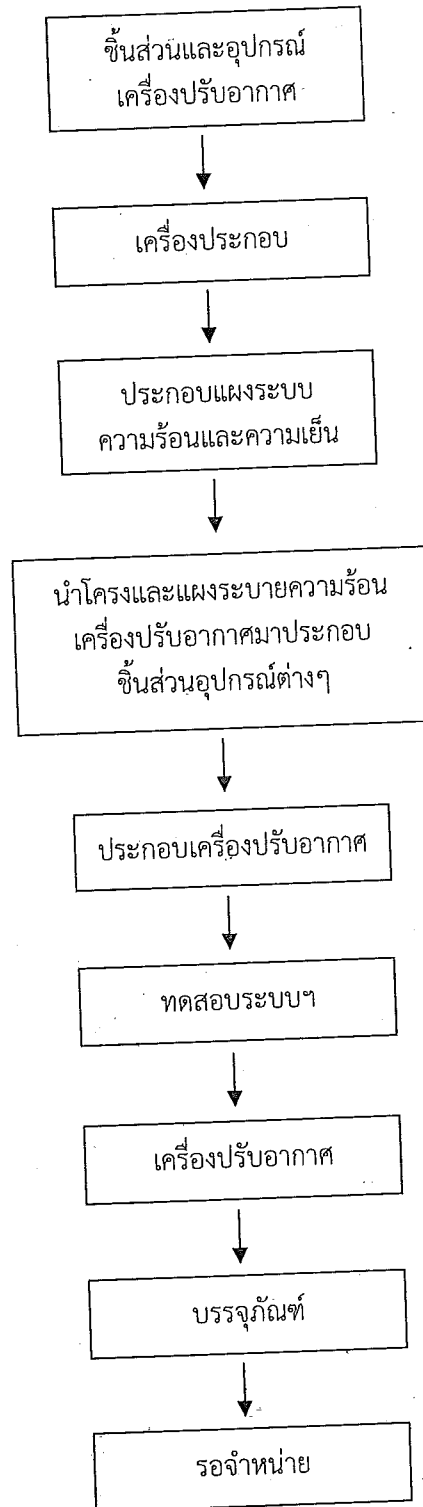 ชิ้นส่วนและอุปกรณ์
เครื่องปรับอากาศ
เครื่องประกอบ
ประกอบแผงระบบ
ความร้อนและความเย็น
นำโครงและแผงระบายความร้อน
เครื่องปรับอากาศมาประกอบ
ชิ้นส่วนอุปกรณ์ต่างๆ
ประกอบเครื่องปรับอากาศ
ทดสอบระบบฯ
เครื่องปรับอากาศ
บรรจุภัณฑ์
รอจำหน่าย